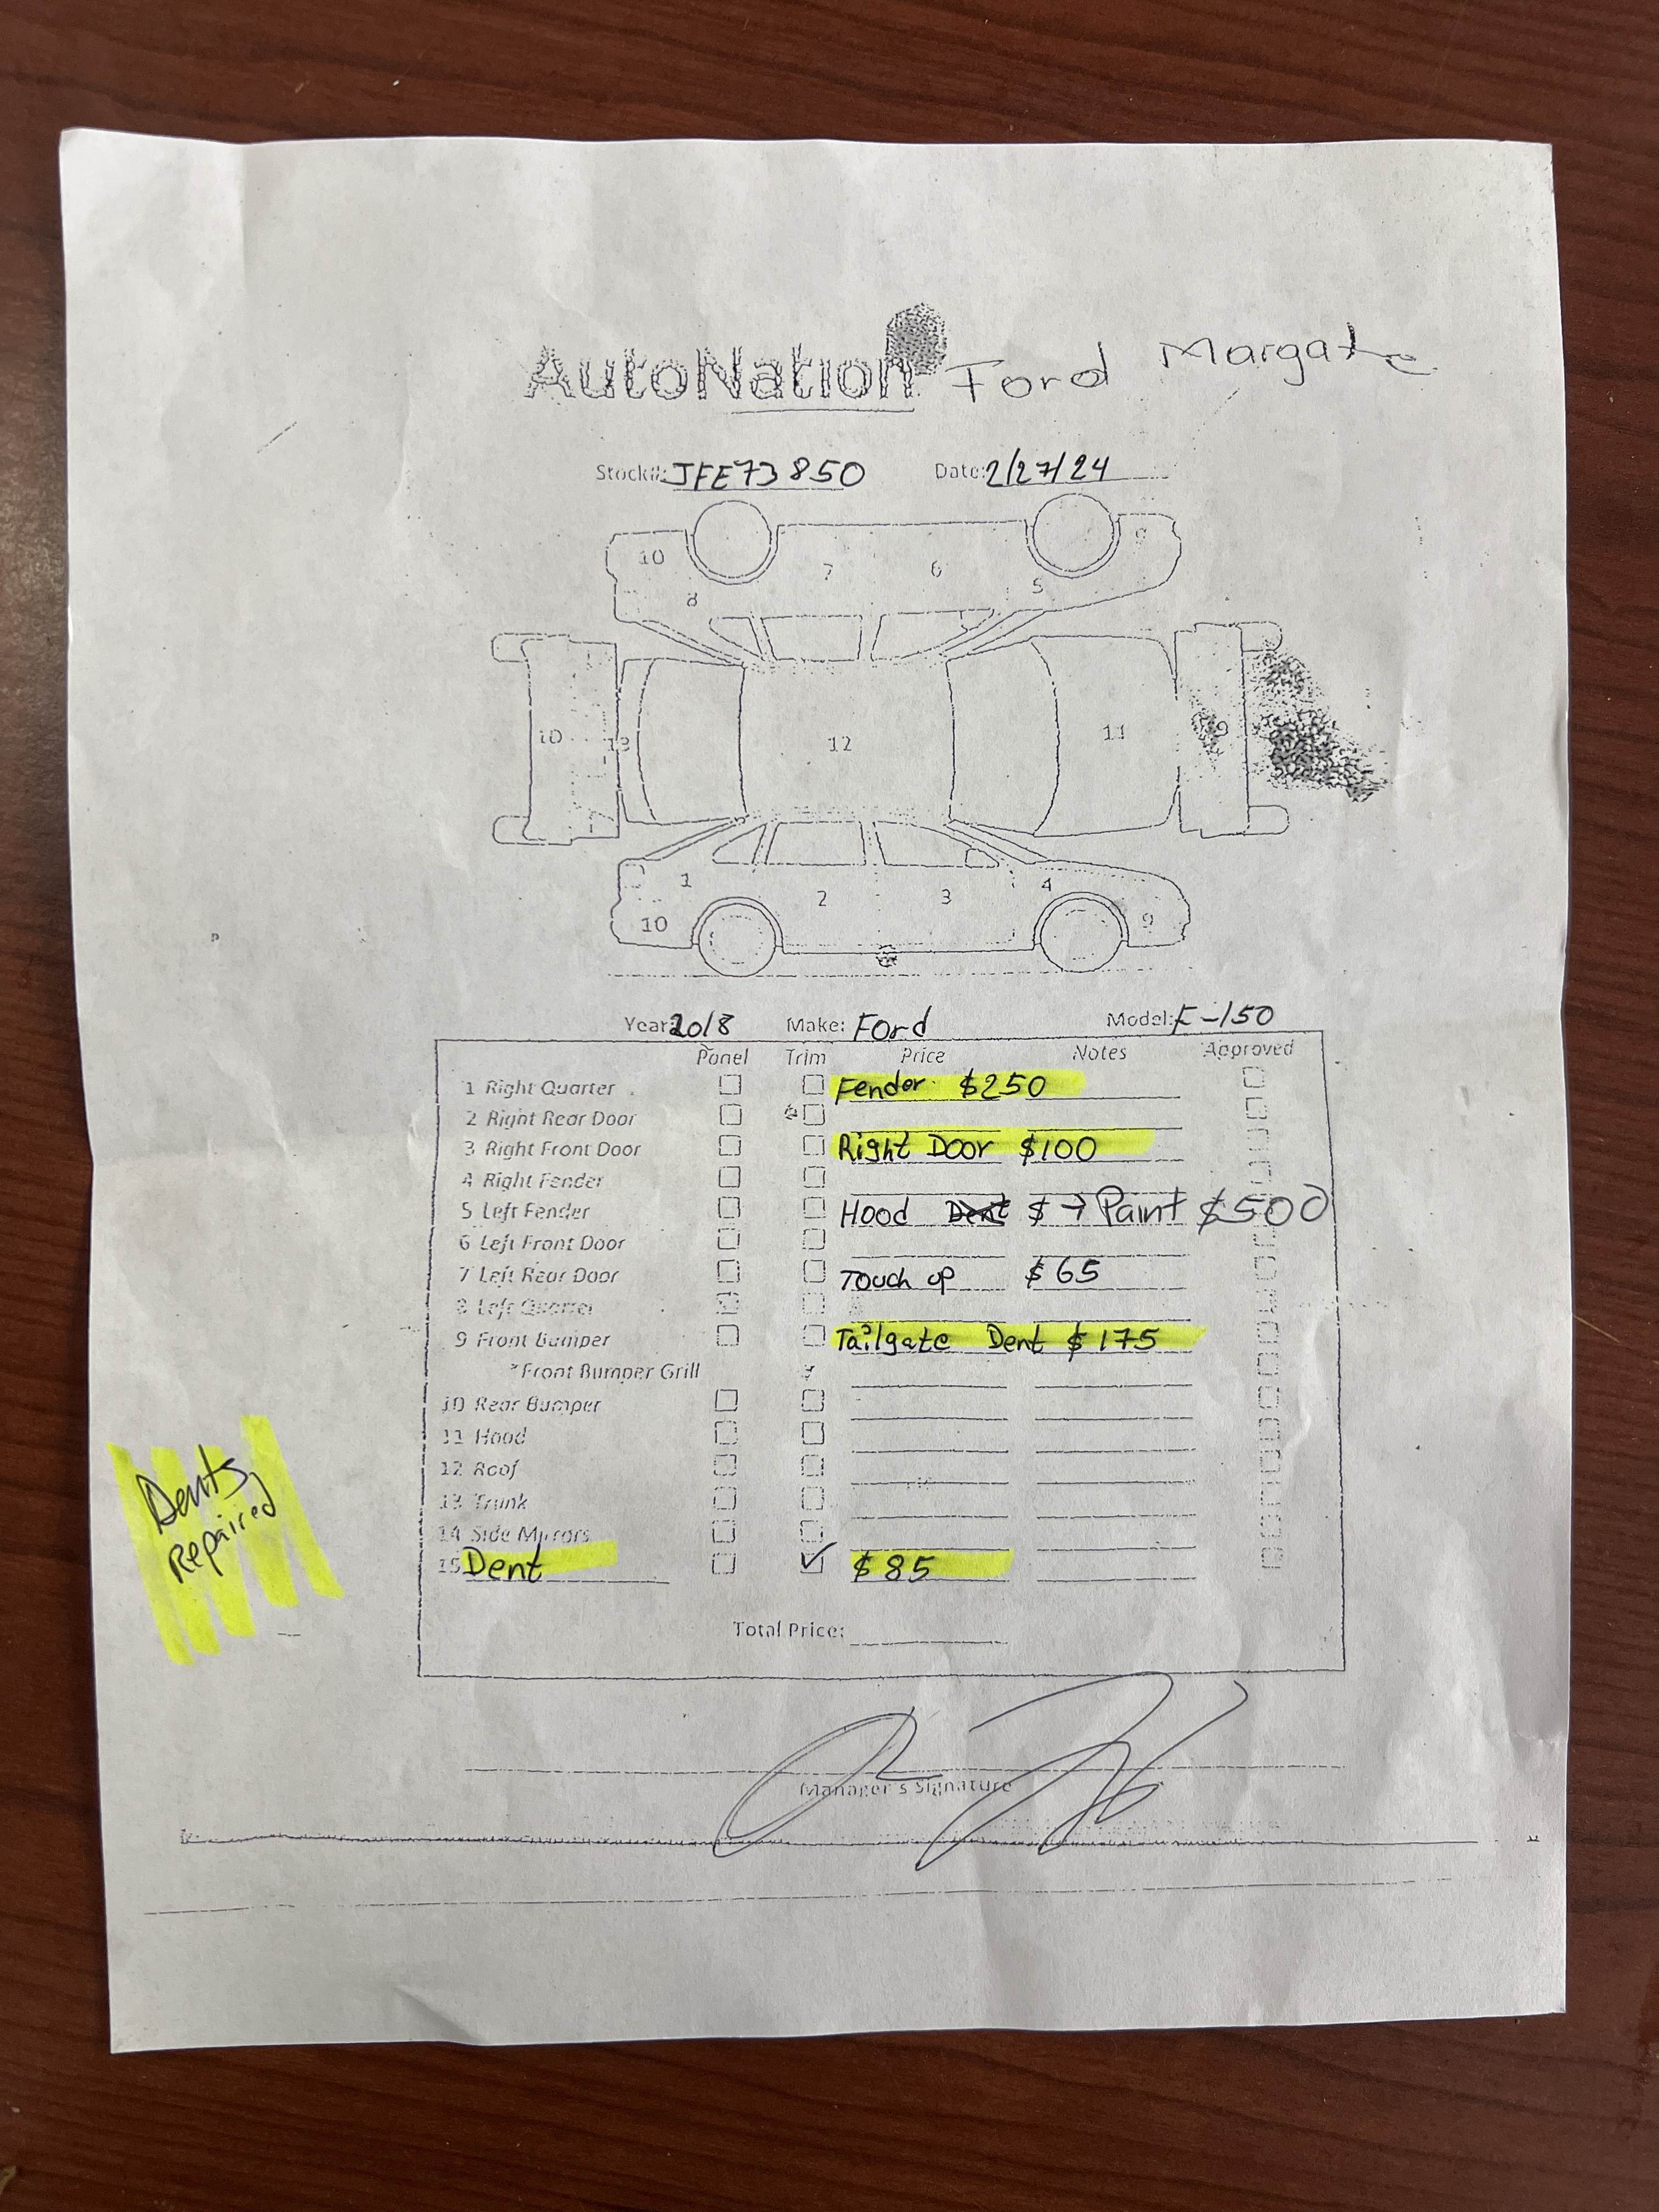 AutoNation Ford Margate
Stock#: JFE73850 Date: 2/27/24
10 7 6 5 9
8
10 13 12 11 9
1 2 3 4
10 9
Year: 2018 Make: Ford Model: F-150
Panel Trim Price Notes Approved
1 Right Quarter Fender $250
2 Right Rear Door
3 Right Front Door Right Door $100
4 Right Fender
5 Left Fender Hood Dent $ → Paint $500
6 Left Front Door
7 Left Rear Door Touch up $65
8 Left Quarter
9 Front Bumper Tailgate Dent $175
*Front Bumper Grill
10 Rear Bumper
11 Hood
12 Roof
13 Trunk
14 Side Mirrors
15 Dent ✓ $85
Dents
Repaired
Total Price:
Manager's Signature